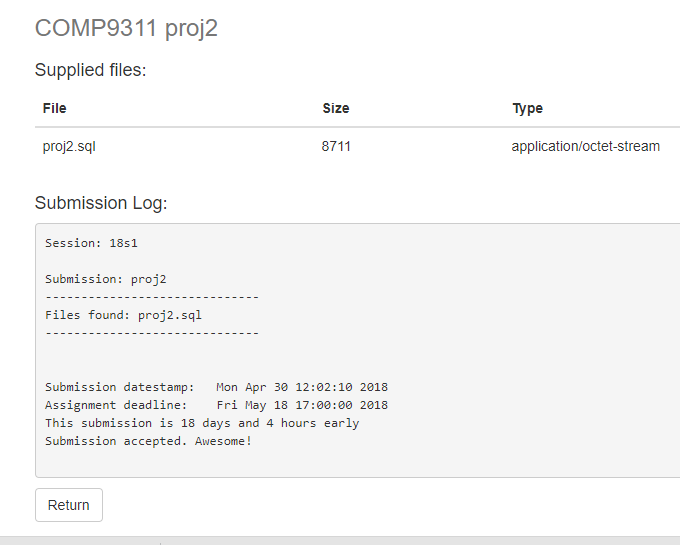 COMP9311 proj2
Supplied files:
File Size Type
proj2.sql 8711 application/octet-stream
Submission Log:
Session: 18s1
Submission: proj2
------------------------------
Files found: proj2.sql
------------------------------
Submission datestamp:   Mon Apr 30 12:02:10 2018
Assignment deadline:    Fri May 18 17:00:00 2018
This submission is 18 days and 4 hours early
Submission accepted. Awesome!
Return